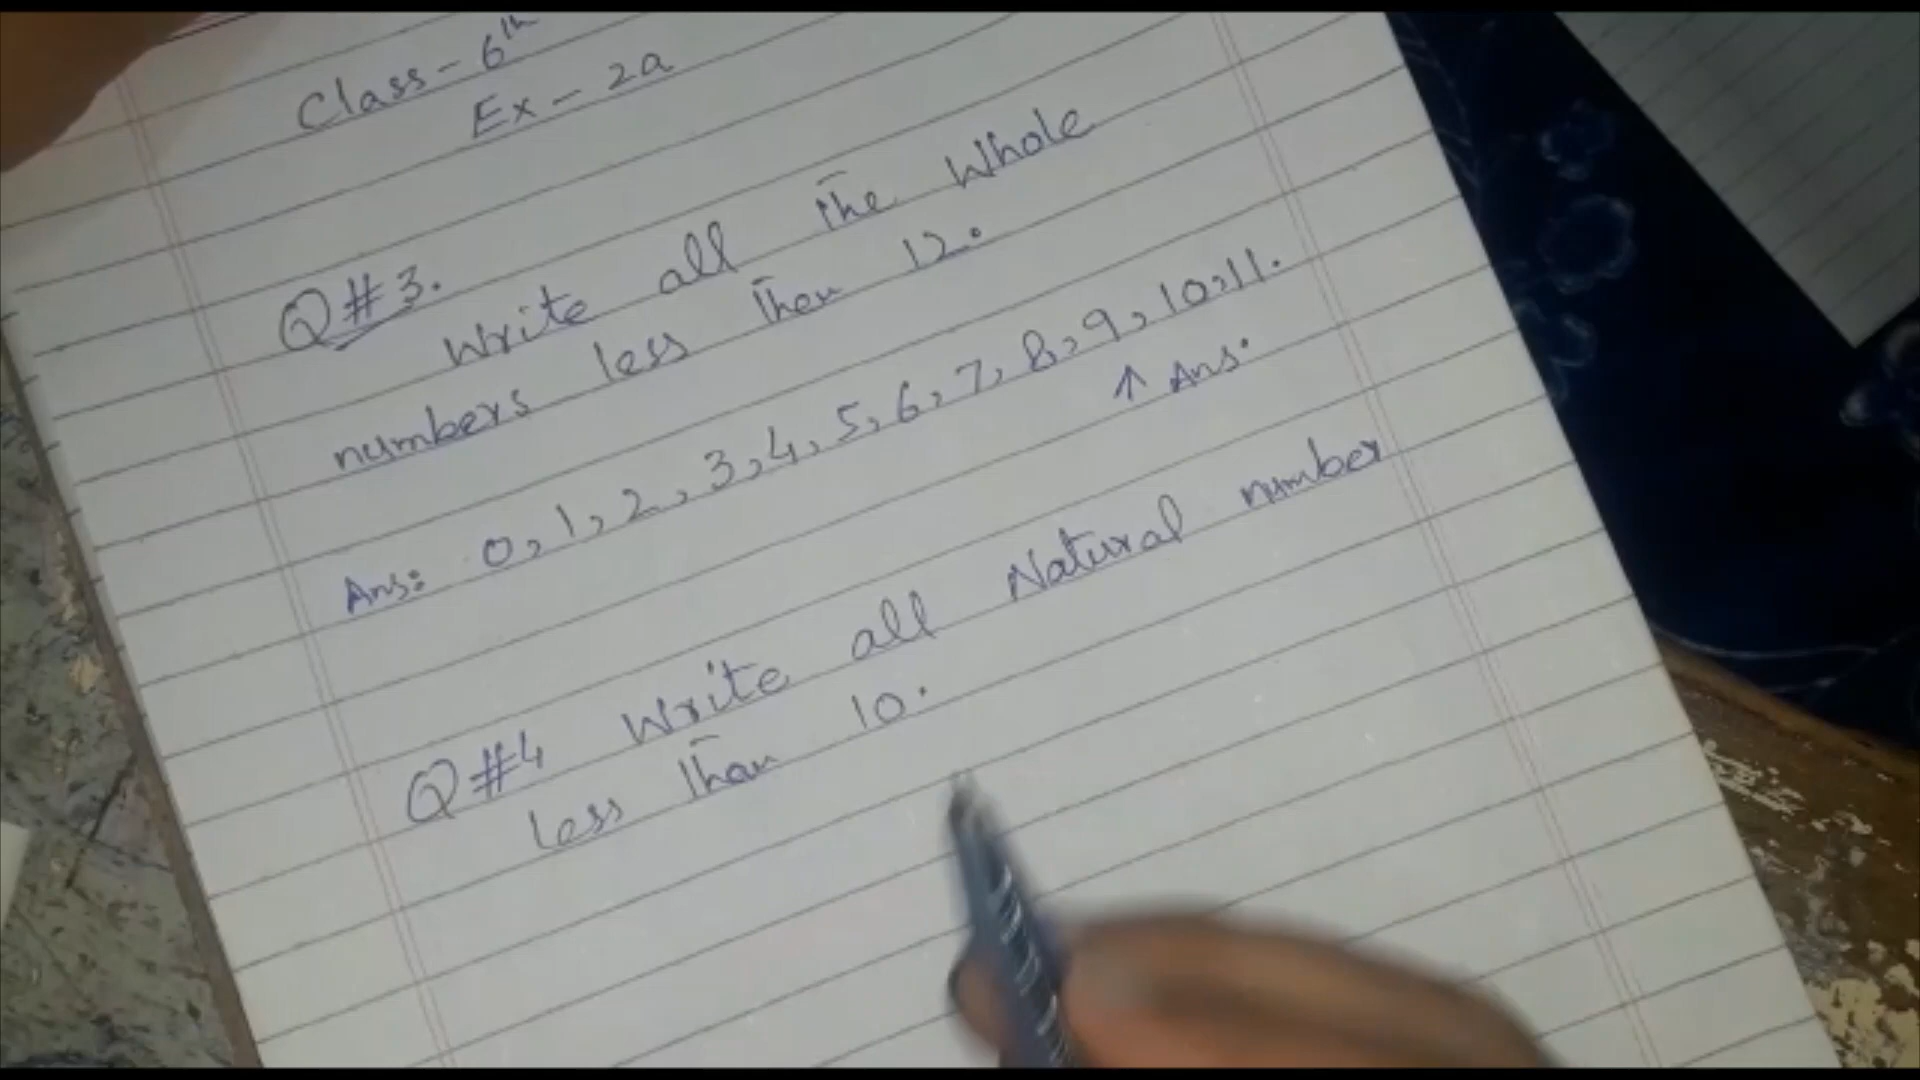 Class - 6th
Ex - 2a
Q#3.
Write all the Whole
numbers less than 12.
Ans: 0, 1, 2, 3, 4, 5, 6, 7, 8, 9, 10, 11.
↑ Ans.
Q#4 Write all Natural number
less than 10.